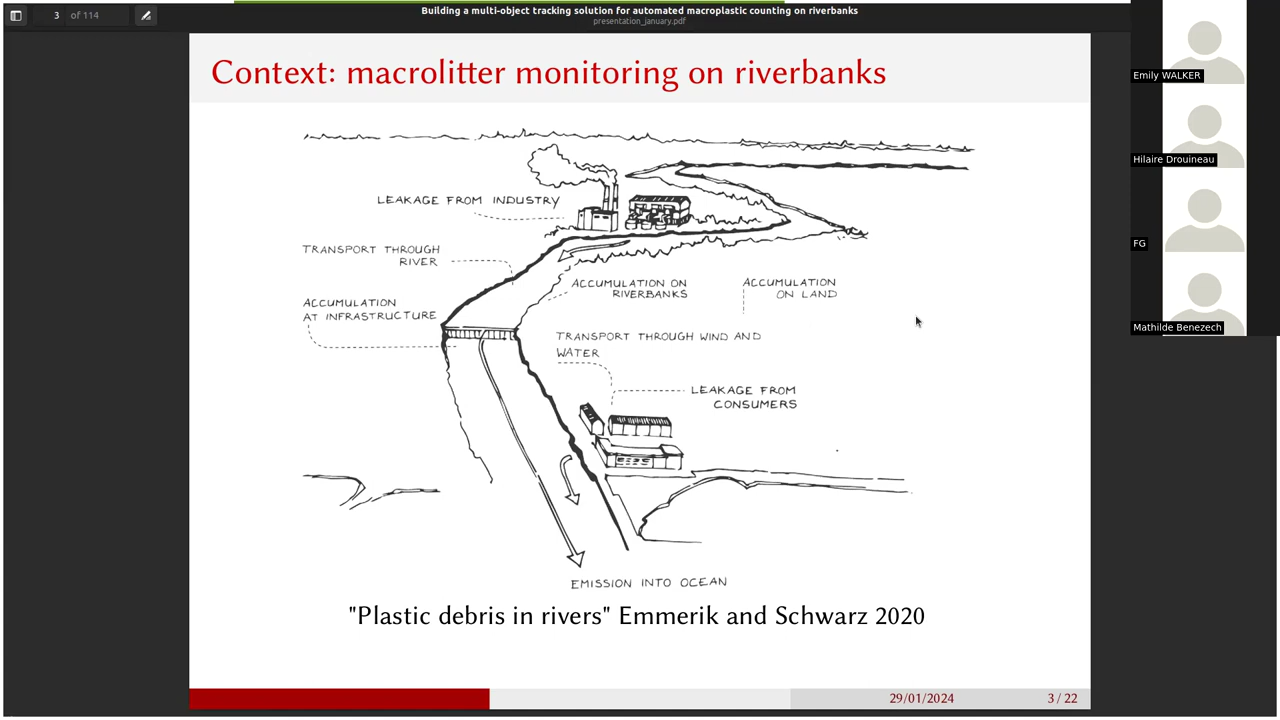 3 of 114
Building a multi-object tracking solution for automated macroplastic counting on riverbanks
presentation_january.pdf
Context: macrolitter monitoring on riverbanks
LEAKAGE FROM INDUSTRY
TRANSPORT THROUGH
RIVER
ACCUMULATION
AT INFRASTRUCTURE
ACCUMULATION ON
RIVERBANKS
ACCUMULATION
ON LAND
TRANSPORT THROUGH WIND AND
WATER
LEAKAGE FROM
CONSUMERS
EMISSION INTO OCEAN
"Plastic debris in rivers" Emmerik and Schwarz 2020
29/01/2024
3 / 22
Emily WALKER
Hilaire Drouineau
FG
Mathilde Benezech